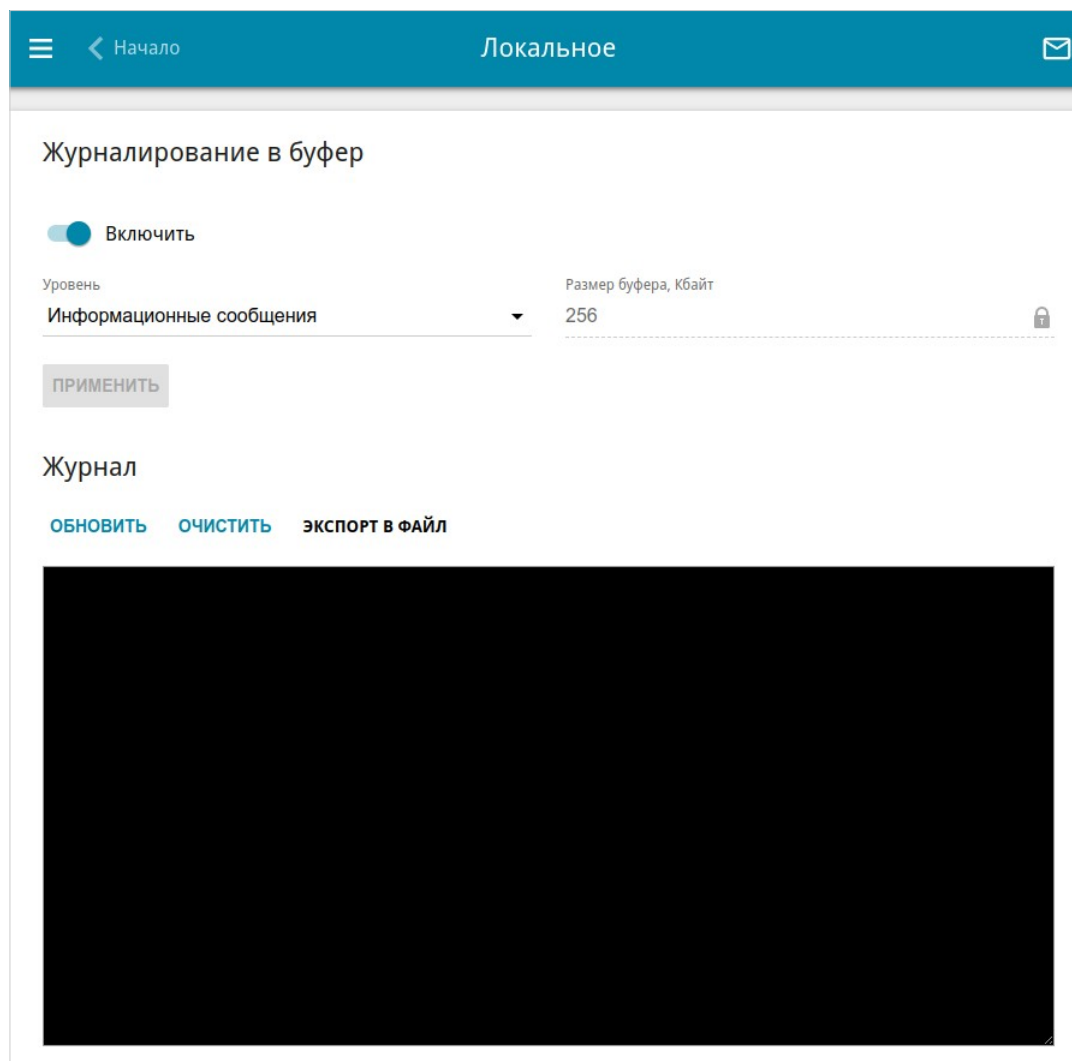 Начало Локальное
Журналирование в буфер
Включить
Уровень Размер буфера, Кбайт
Информационные сообщения 256
ПРИМЕНИТЬ
Журнал
ОБНОВИТЬ ОЧИСТИТЬ ЭКСПОРТ В ФАЙЛ